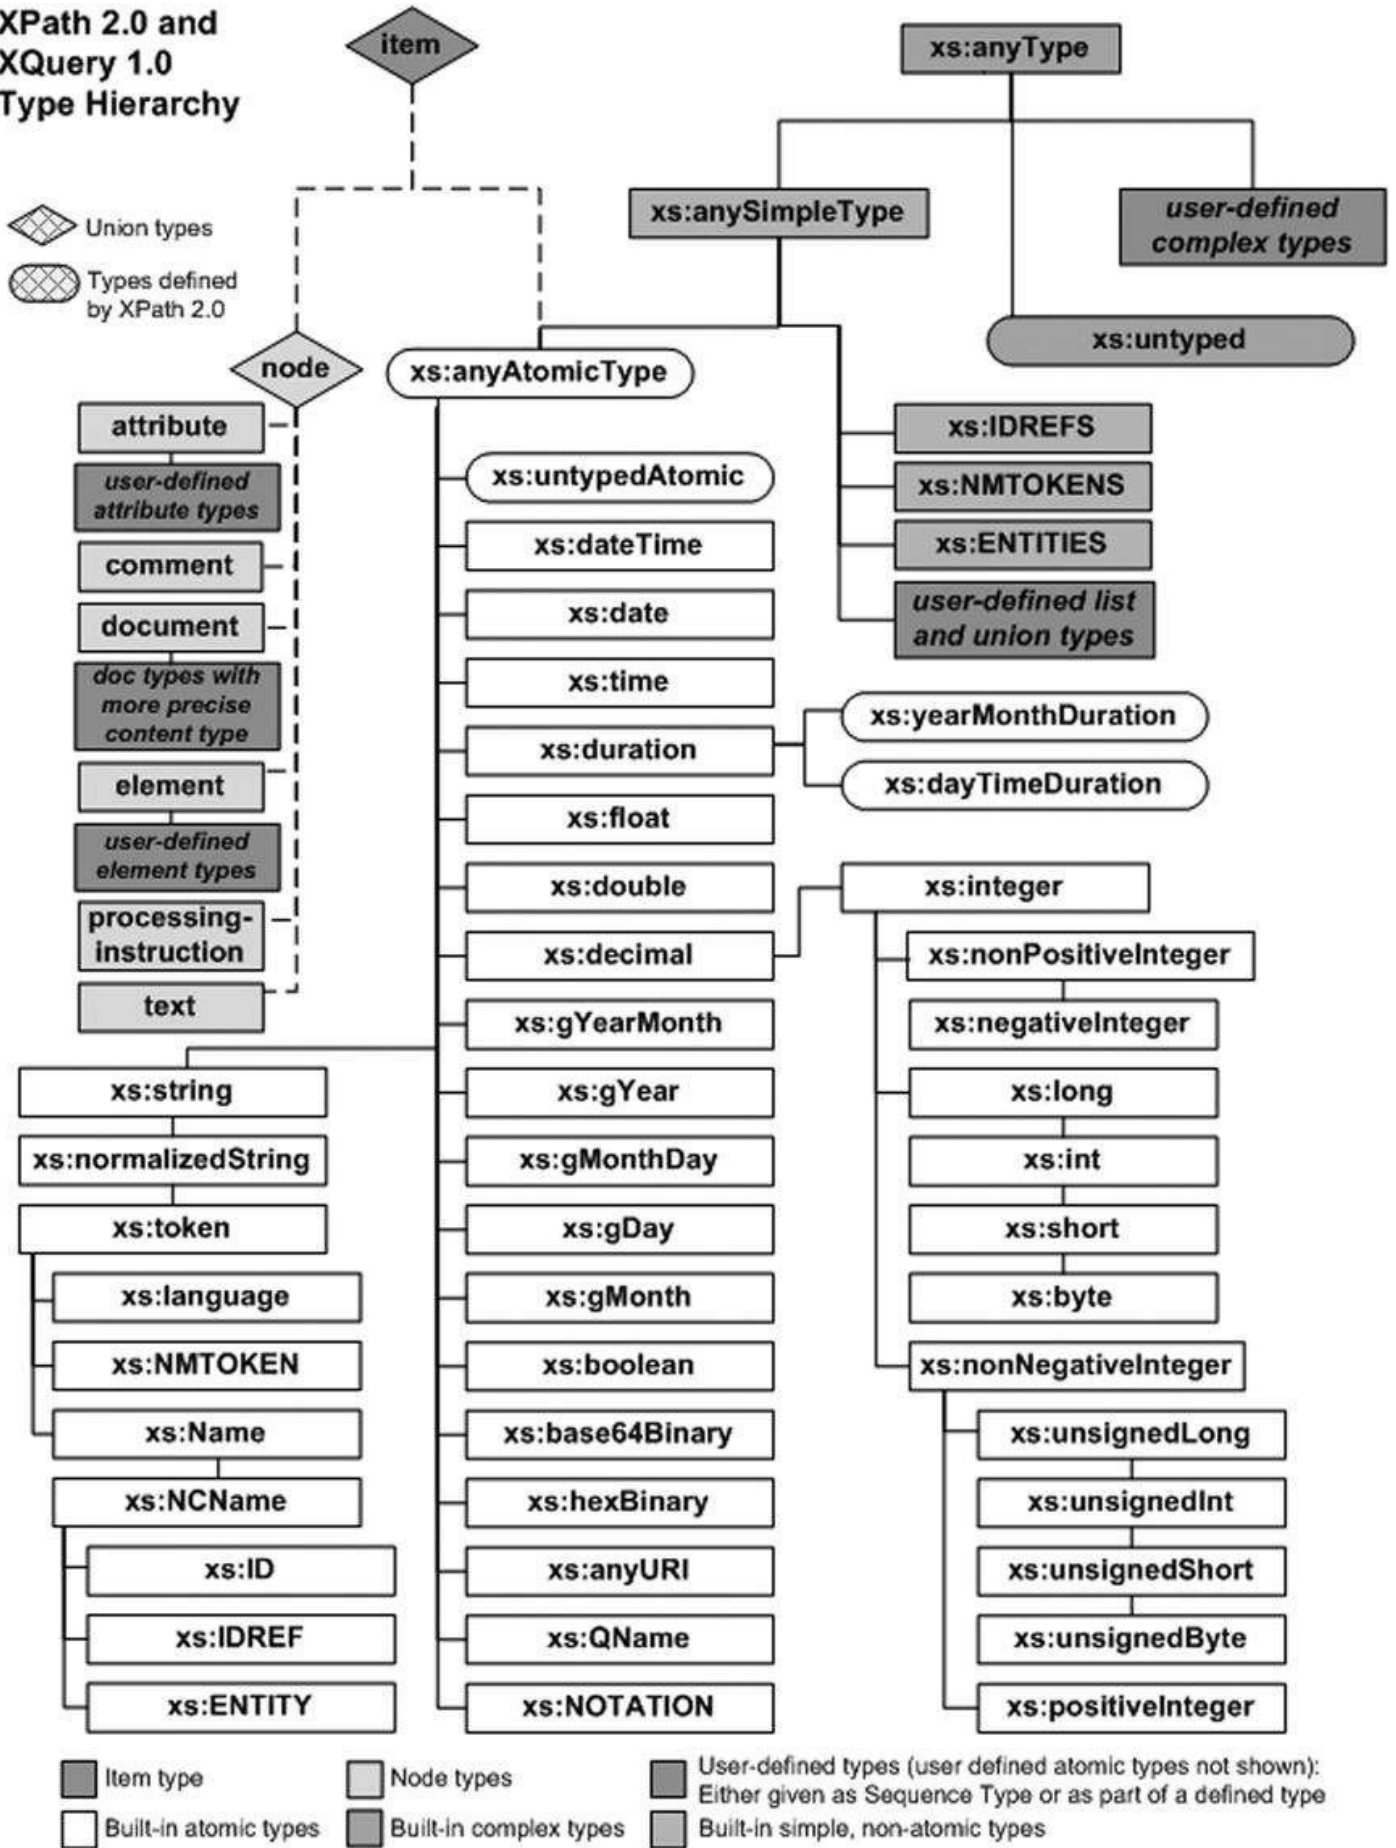 XPath 2.0 and
XQuery 1.0
Type Hierarchy
item
xs:anyType
Union types
Types defined
by XPath 2.0
xs:anySimpleType
user-defined
complex types
xs:untyped
node
xs:anyAtomicType
attribute
user-defined
attribute types
comment
document
doc types with
more precise
content type
element
user-defined
element types
processing-
instruction
text
xs:IDREFS
xs:NMTOKENS
xs:ENTITIES
user-defined list
and union types
xs:untypedAtomic
xs:dateTime
xs:date
xs:time
xs:duration
xs:yearMonthDuration
xs:dayTimeDuration
xs:float
xs:double
xs:decimal
xs:gYearMonth
xs:gYear
xs:gMonthDay
xs:gDay
xs:gMonth
xs:boolean
xs:base64Binary
xs:hexBinary
xs:anyURI
xs:QName
xs:NOTATION
xs:integer
xs:nonPositiveInteger
xs:negativeInteger
xs:long
xs:int
xs:short
xs:byte
xs:nonNegativeInteger
xs:unsignedLong
xs:unsignedInt
xs:unsignedShort
xs:unsignedByte
xs:positiveInteger
xs:string
xs:normalizedString
xs:token
xs:language
xs:NMTOKEN
xs:Name
xs:NCName
xs:ID
xs:IDREF
xs:ENTITY
Item type
Node types
User-defined types (user defined atomic types not shown):
Either given as Sequence Type or as part of a defined type
Built-in atomic types
Built-in complex types
Built-in simple, non-atomic types